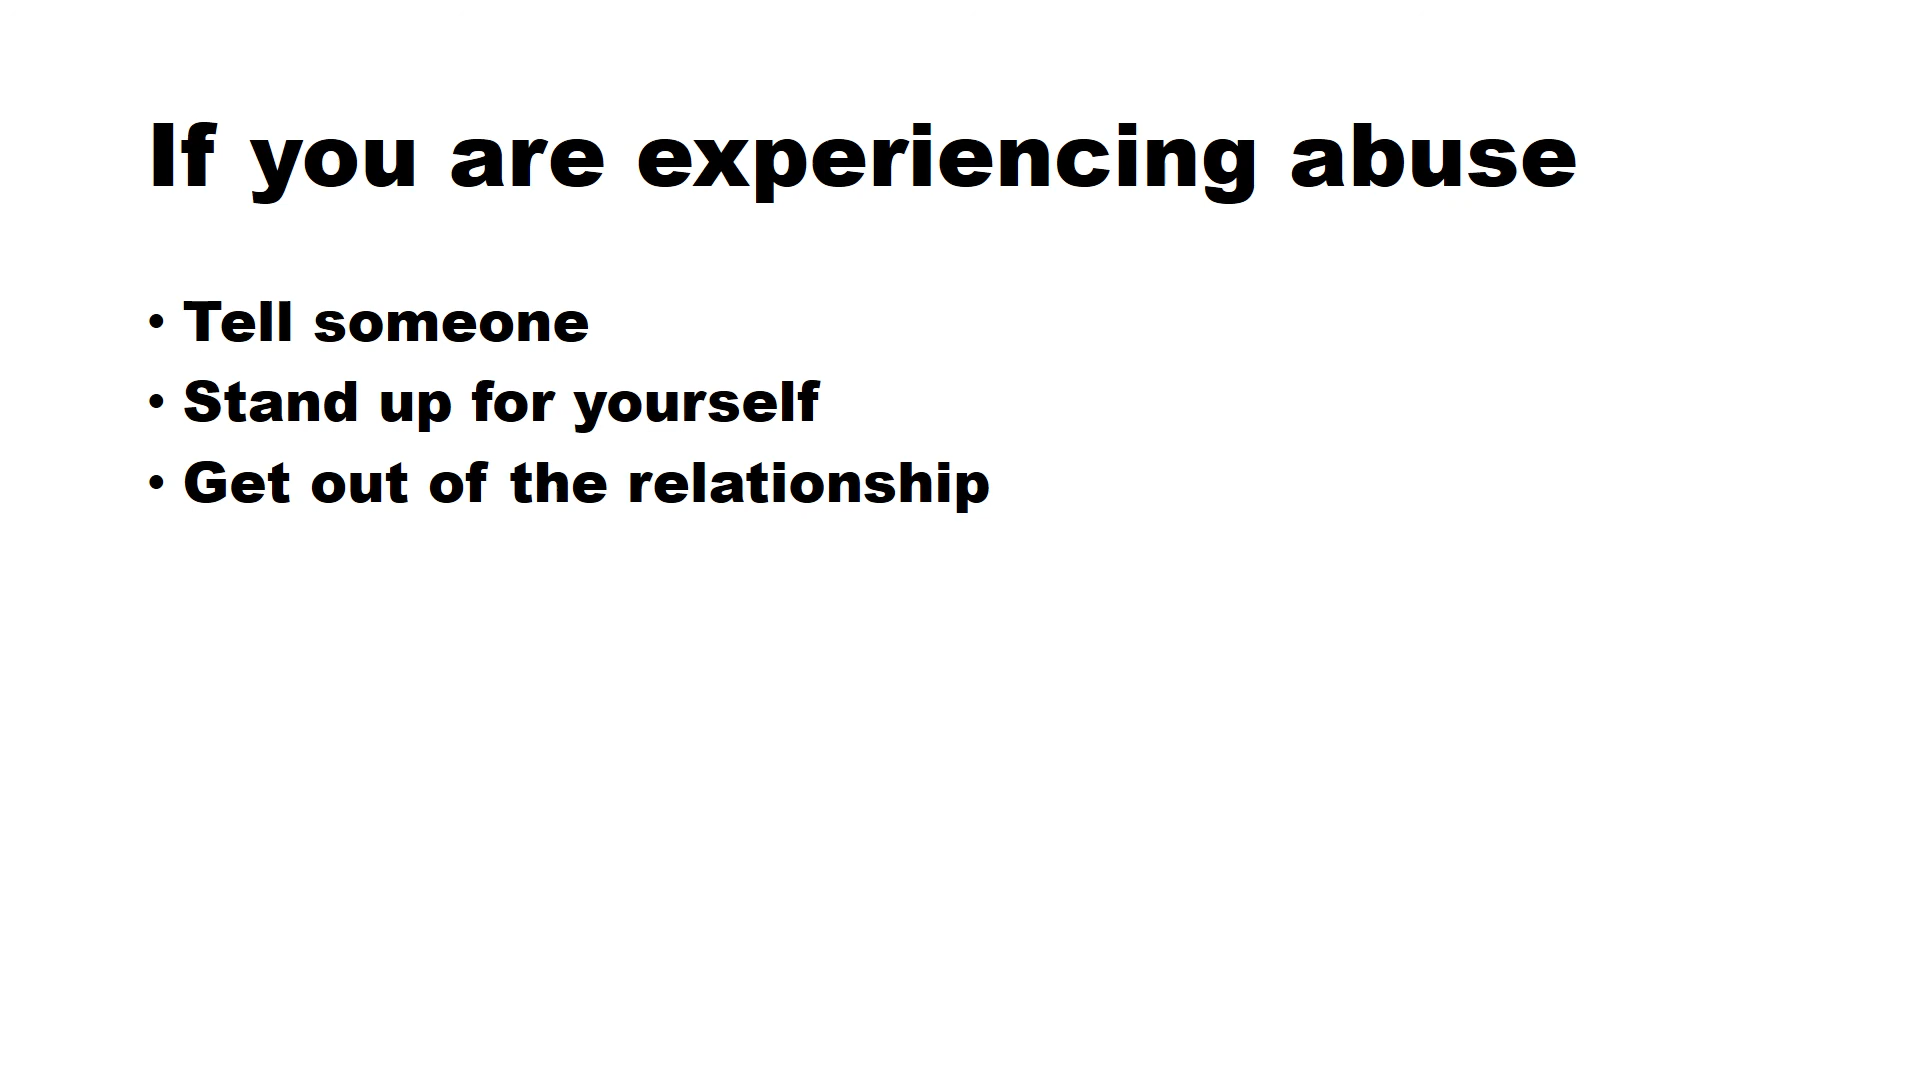 If you are experiencing abuse
• Tell someone
• Stand up for yourself
• Get out of the relationship